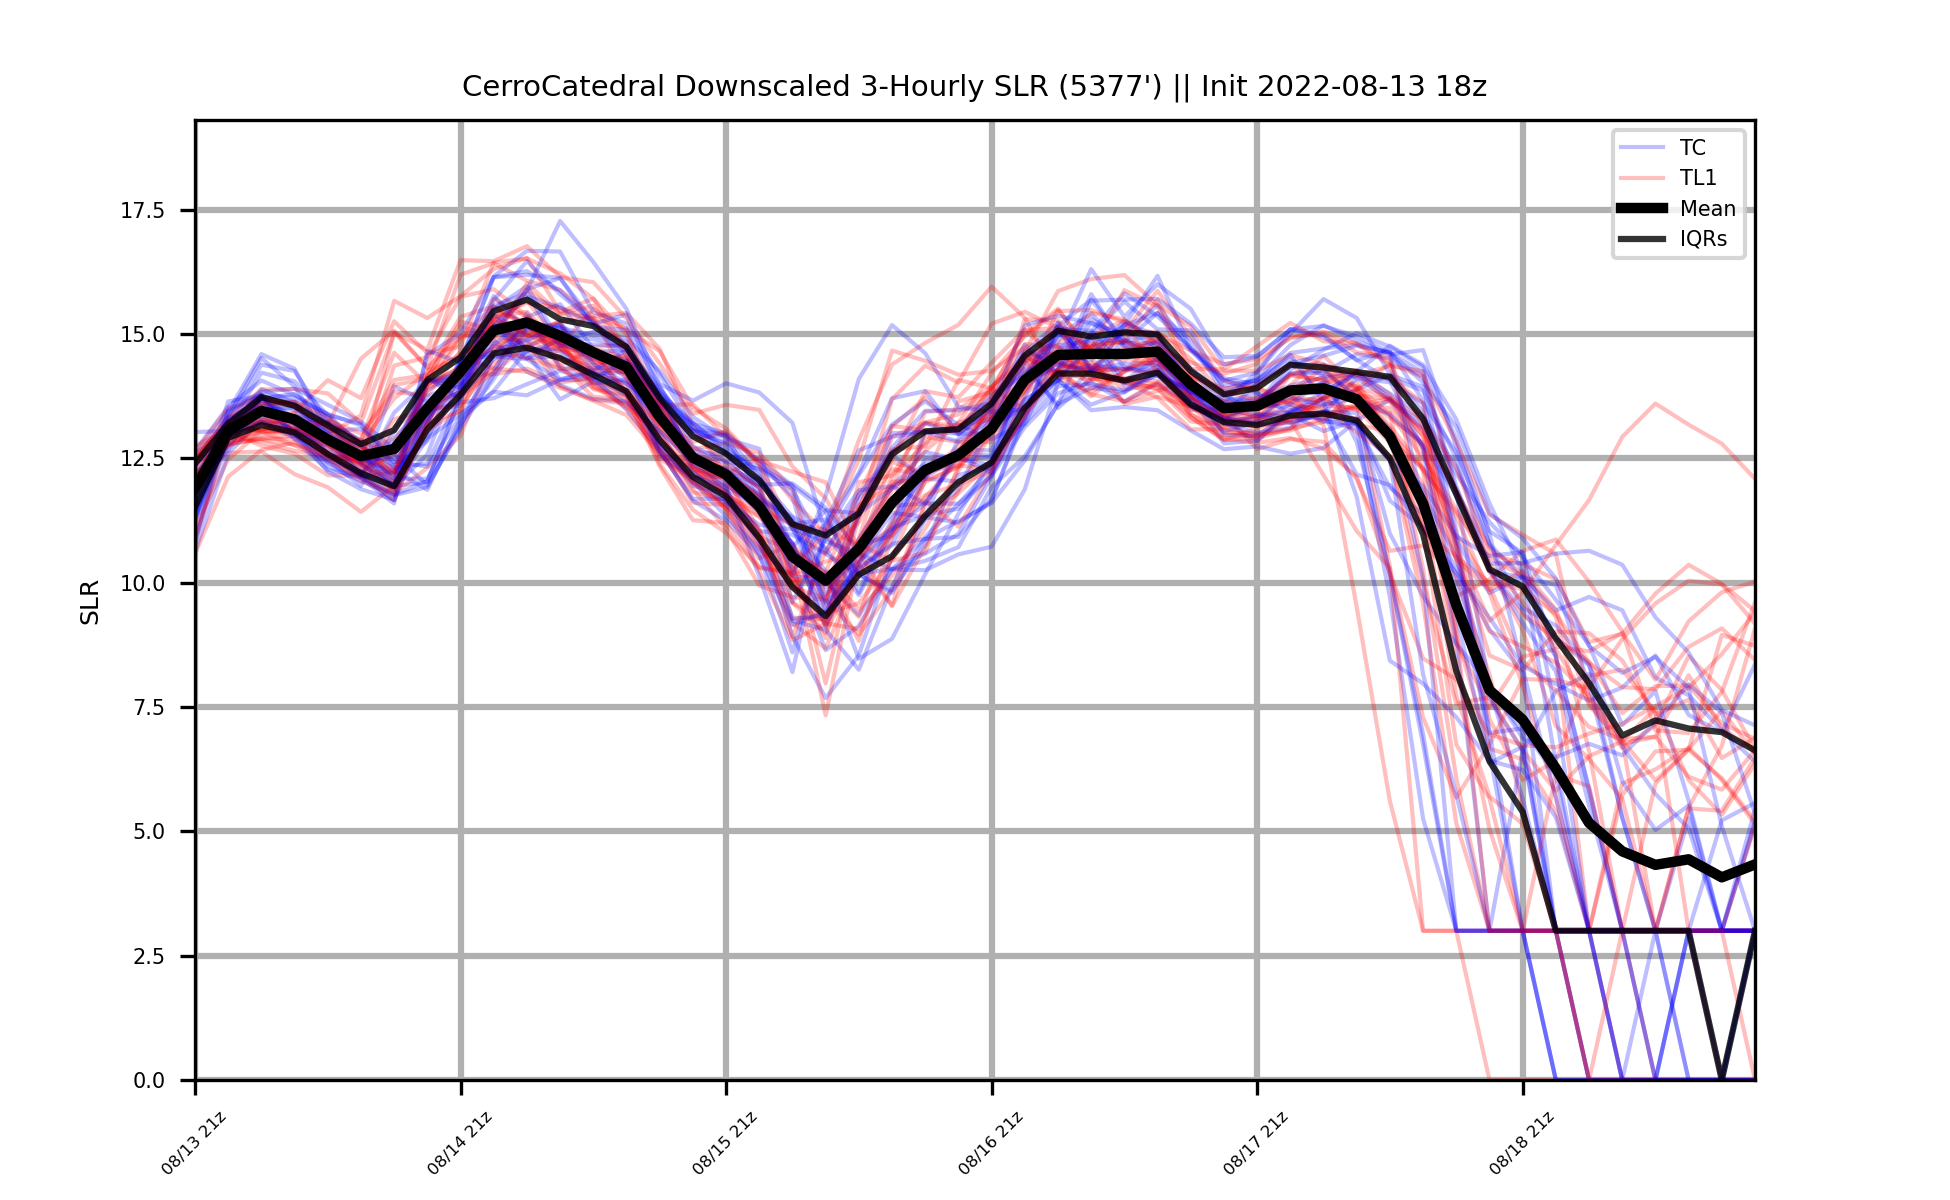 CerroCatedral Downscaled 3-Hourly SLR (5377') || Init 2022-08-13 18z
TC
TL1
Mean
IQRs
SLR
17.5
15.0
12.5
10.0
7.5
5.0
2.5
0.0
08/13 21z
08/14 21z
08/15 21z
08/16 21z
08/17 21z
08/18 21z